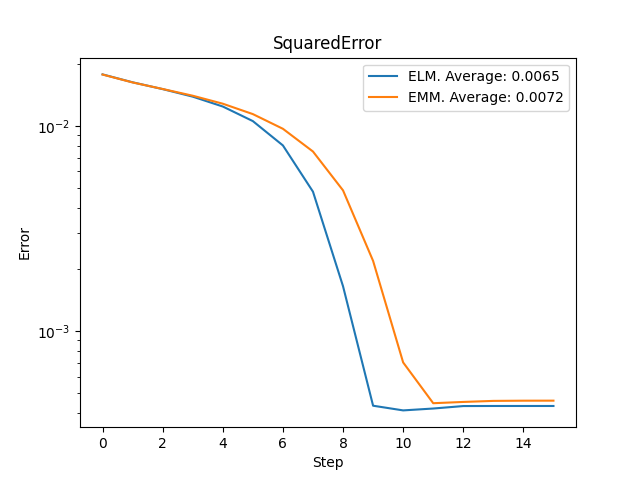 SquaredError
ELM. Average: 0.0065
EMM. Average: 0.0072
10⁻²
10⁻³
Error
0 2 4 6 8 10 12 14
Step